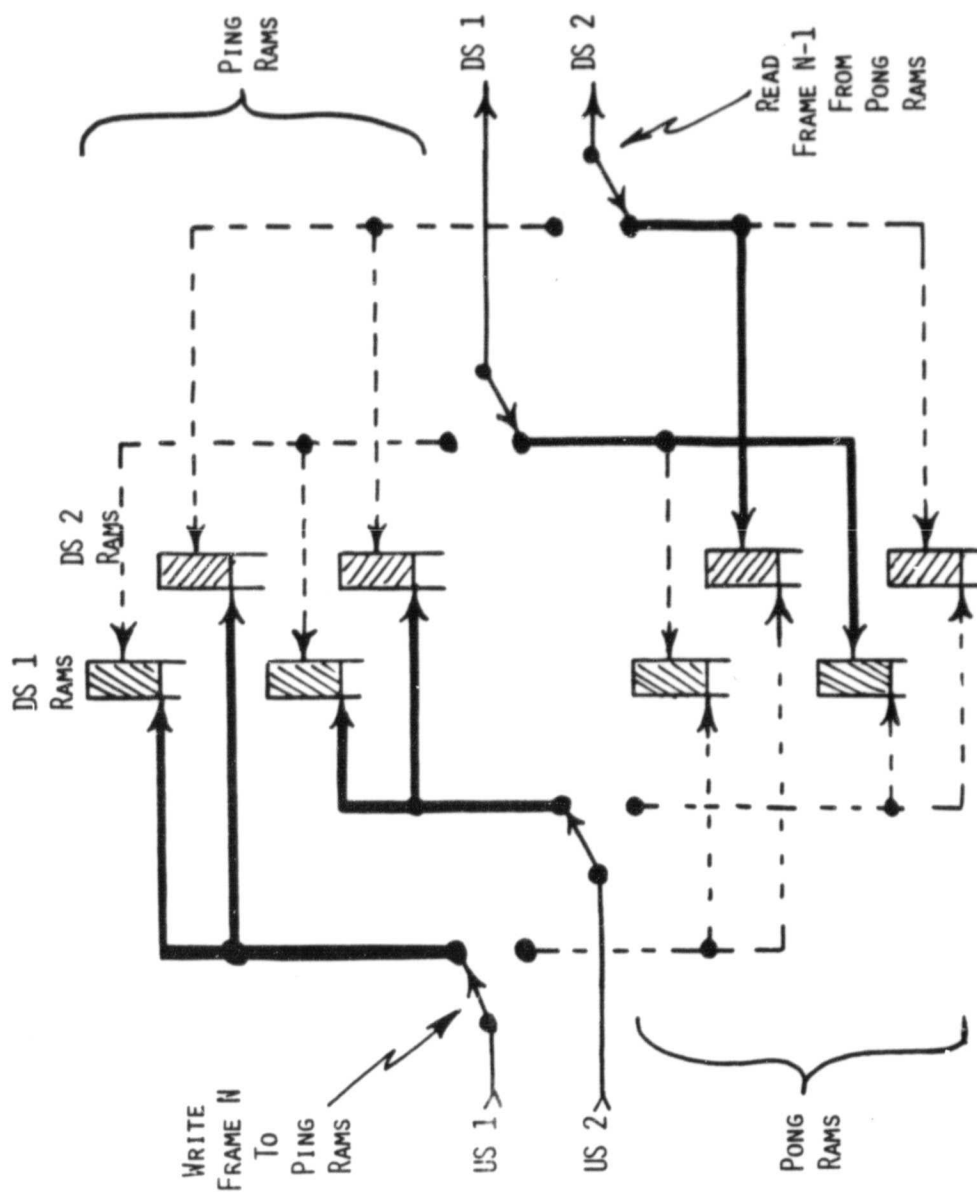 PING
RAMS
DS 1
DS 2
READ
FRAME N-1
FROM
PONG
RAMS
DS 2
RAMS
DS 1
RAMS
WRITE
FRAME N
TO
PING
RAMS
US 1
US 2
PONG
RAMS